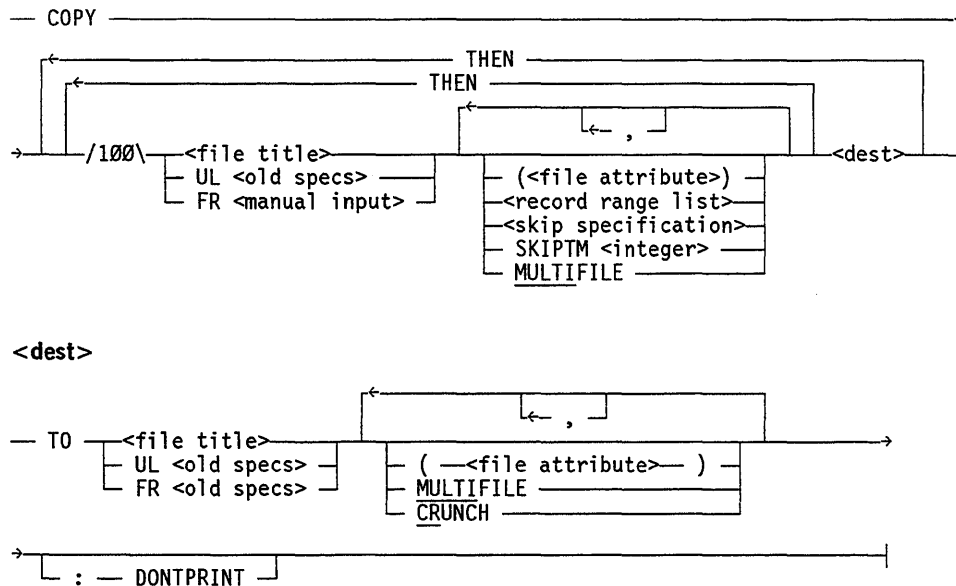 COPY
THEN
THEN
,
/100\ <file title> <dest>
UL <old specs> (<file attribute>)
FR <manual input> <record range list>
<skip specification>
SKIPTM <integer>
MULTIFILE
<dest>
,
TO <file title>
UL <old specs> ( <file attribute> )
FR <old specs> MULTIFILE
CRUNCH
: — DONTPRINT